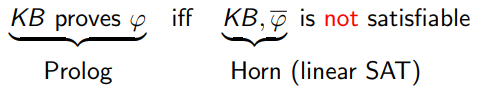 KB proves φ iff KB, φ̅ is not satisfiable
Prolog Horn (linear SAT)